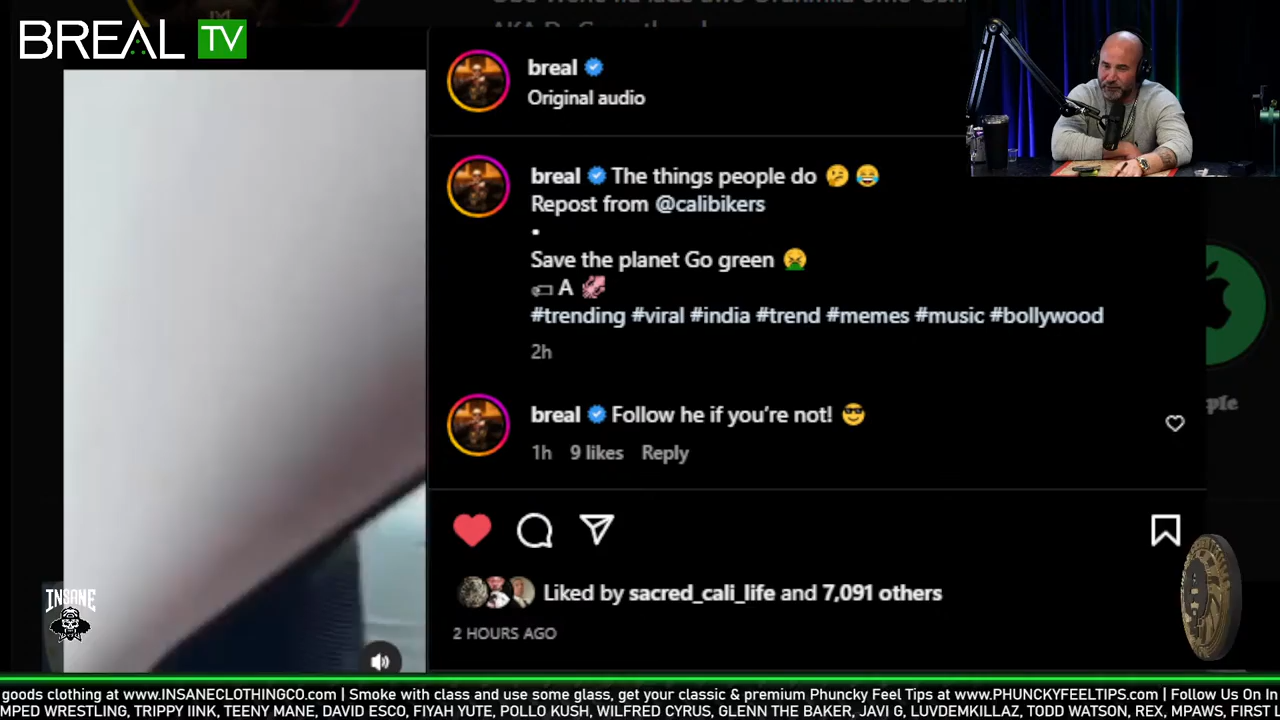 BREAL TV
breal
Original audio
breal The things people do 🤔 😂
Repost from @calibikers
•
Save the planet Go green 🤮
🏷 A 🦑
#trending #viral #india #trend #memes #music #bollywood
2h
breal Follow he if you’re not! 😎
1h 9 likes Reply
Liked by sacred_cali_life and 7,091 others
2 HOURS AGO
INSANE
goods clothing at www.INSANECLOTHINGCO.com | Smoke with class and use some glass, get your classic & premium Phuncky Feel Tips at www.PHUNCKYFEELTIPS.com | Follow Us On In
MPED WRESTLING, TRIPPY IINK, TEENY MANE, DAVID ESCO, FIYAH YUTE, POLLO KUSH, WILFRED CYRUS, GLENN THE BAKER, JAVI G, LUVDEMKILLAZ, TODD WATSON, REX, MPAWS, FIRST I